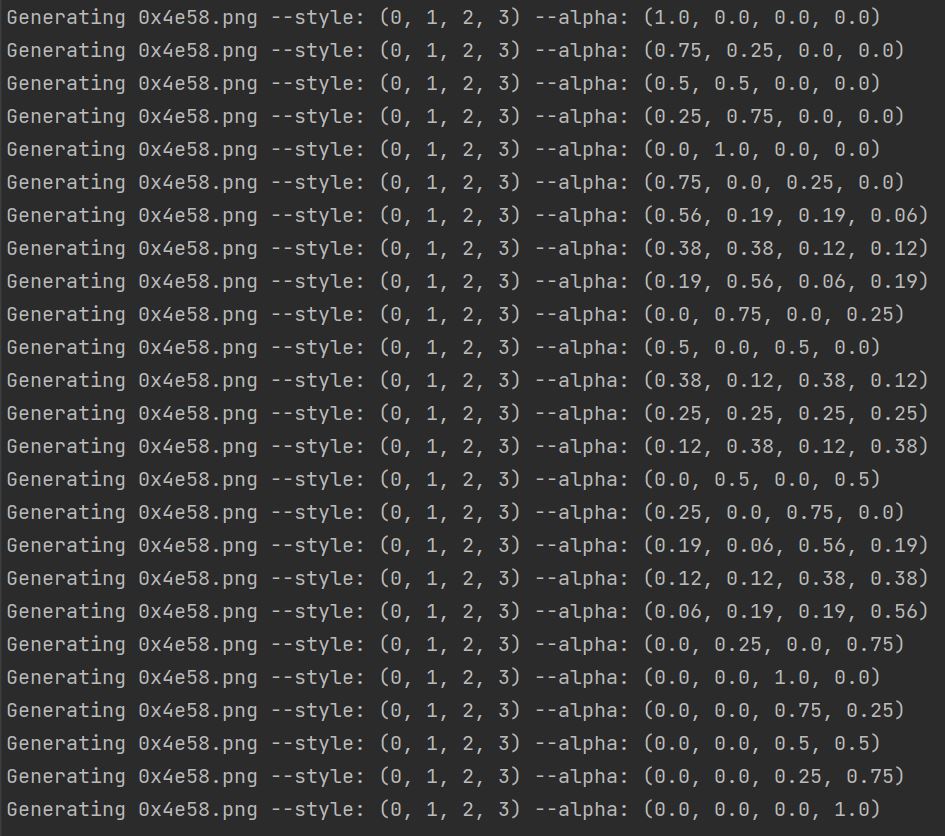 Generating 0x4e58.png --style: (0, 1, 2, 3) --alpha: (1.0, 0.0, 0.0, 0.0)
Generating 0x4e58.png --style: (0, 1, 2, 3) --alpha: (0.75, 0.25, 0.0, 0.0)
Generating 0x4e58.png --style: (0, 1, 2, 3) --alpha: (0.5, 0.5, 0.0, 0.0)
Generating 0x4e58.png --style: (0, 1, 2, 3) --alpha: (0.25, 0.75, 0.0, 0.0)
Generating 0x4e58.png --style: (0, 1, 2, 3) --alpha: (0.0, 1.0, 0.0, 0.0)
Generating 0x4e58.png --style: (0, 1, 2, 3) --alpha: (0.75, 0.0, 0.25, 0.0)
Generating 0x4e58.png --style: (0, 1, 2, 3) --alpha: (0.56, 0.19, 0.19, 0.06)
Generating 0x4e58.png --style: (0, 1, 2, 3) --alpha: (0.38, 0.38, 0.12, 0.12)
Generating 0x4e58.png --style: (0, 1, 2, 3) --alpha: (0.19, 0.56, 0.06, 0.19)
Generating 0x4e58.png --style: (0, 1, 2, 3) --alpha: (0.0, 0.75, 0.0, 0.25)
Generating 0x4e58.png --style: (0, 1, 2, 3) --alpha: (0.5, 0.0, 0.5, 0.0)
Generating 0x4e58.png --style: (0, 1, 2, 3) --alpha: (0.38, 0.12, 0.38, 0.12)
Generating 0x4e58.png --style: (0, 1, 2, 3) --alpha: (0.25, 0.25, 0.25, 0.25)
Generating 0x4e58.png --style: (0, 1, 2, 3) --alpha: (0.12, 0.38, 0.12, 0.38)
Generating 0x4e58.png --style: (0, 1, 2, 3) --alpha: (0.0, 0.5, 0.0, 0.5)
Generating 0x4e58.png --style: (0, 1, 2, 3) --alpha: (0.25, 0.0, 0.75, 0.0)
Generating 0x4e58.png --style: (0, 1, 2, 3) --alpha: (0.19, 0.06, 0.56, 0.19)
Generating 0x4e58.png --style: (0, 1, 2, 3) --alpha: (0.12, 0.12, 0.38, 0.38)
Generating 0x4e58.png --style: (0, 1, 2, 3) --alpha: (0.06, 0.19, 0.19, 0.56)
Generating 0x4e58.png --style: (0, 1, 2, 3) --alpha: (0.0, 0.25, 0.0, 0.75)
Generating 0x4e58.png --style: (0, 1, 2, 3) --alpha: (0.0, 0.0, 1.0, 0.0)
Generating 0x4e58.png --style: (0, 1, 2, 3) --alpha: (0.0, 0.0, 0.75, 0.25)
Generating 0x4e58.png --style: (0, 1, 2, 3) --alpha: (0.0, 0.0, 0.5, 0.5)
Generating 0x4e58.png --style: (0, 1, 2, 3) --alpha: (0.0, 0.0, 0.25, 0.75)
Generating 0x4e58.png --style: (0, 1, 2, 3) --alpha: (0.0, 0.0, 0.0, 1.0)